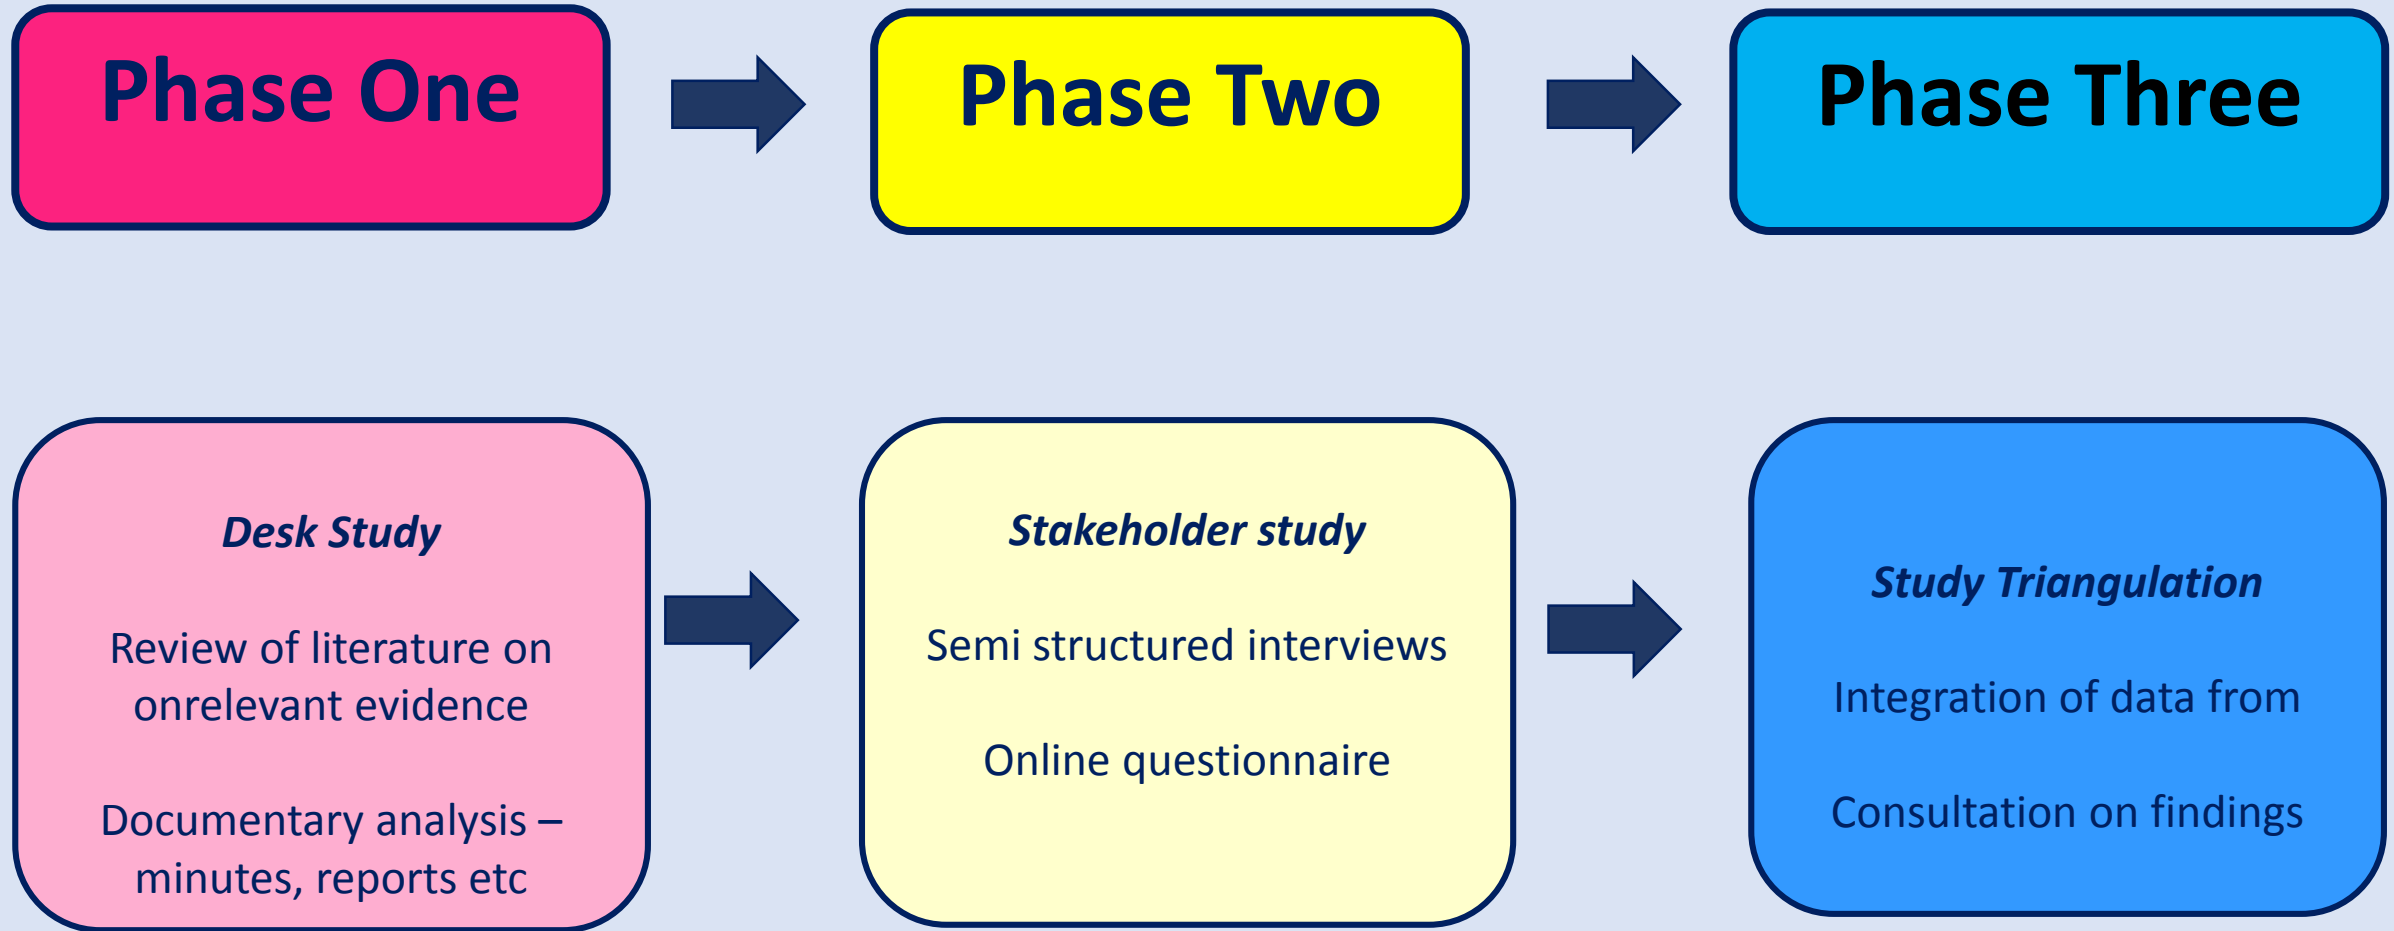 Phase One
Phase Two
Phase Three
Desk Study
Review of literature on
onrelevant evidence
Documentary analysis –
minutes, reports etc
Stakeholder study
Semi structured interviews
Online questionnaire
Study Triangulation
Integration of data from
Consultation on findings